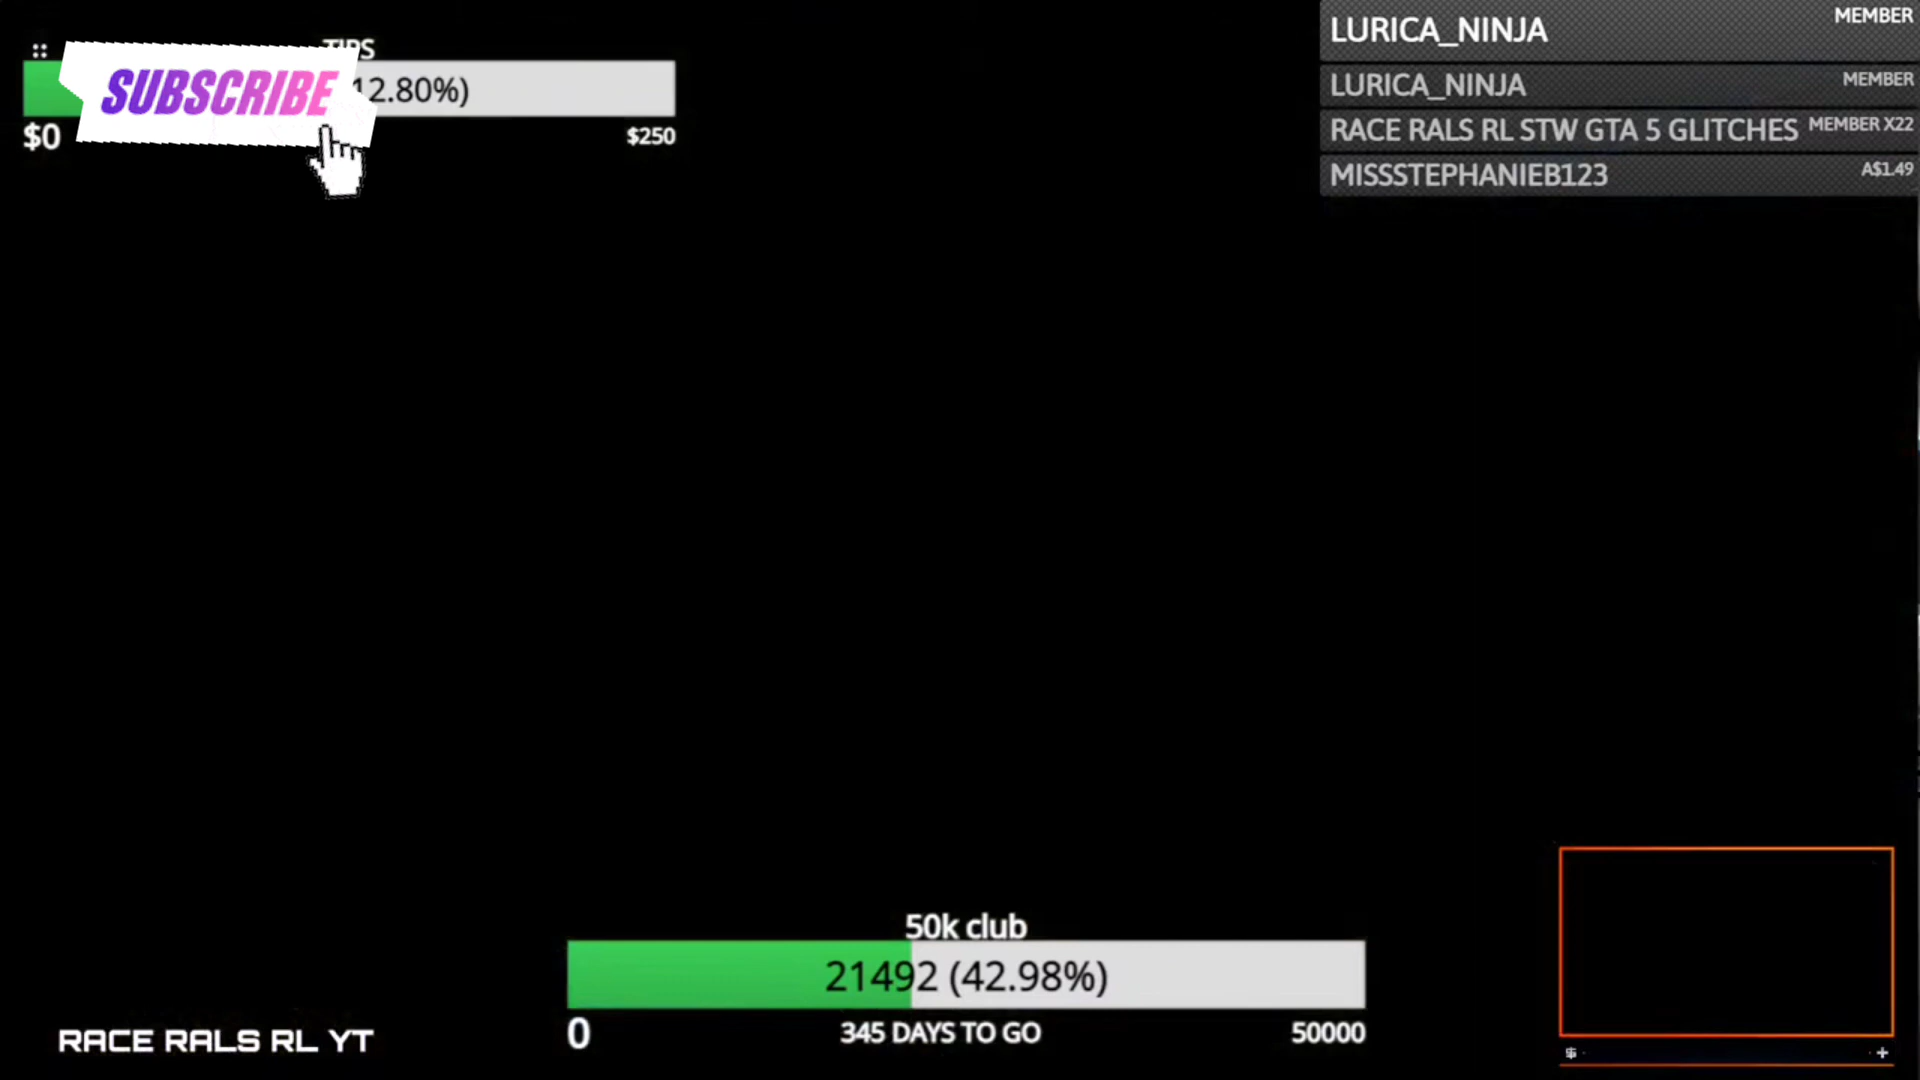 TIPS
SUBSCRIBE
12.80%)
$0
$250
LURICA_NINJA MEMBER
LURICA_NINJA MEMBER
RACE RALS RL STW GTA 5 GLITCHES MEMBER X22
MISSSTEPHANIEB123 A$1.49
50k club
21492 (42.98%)
0 345 DAYS TO GO 50000
RACE RALS RL YT
$ +